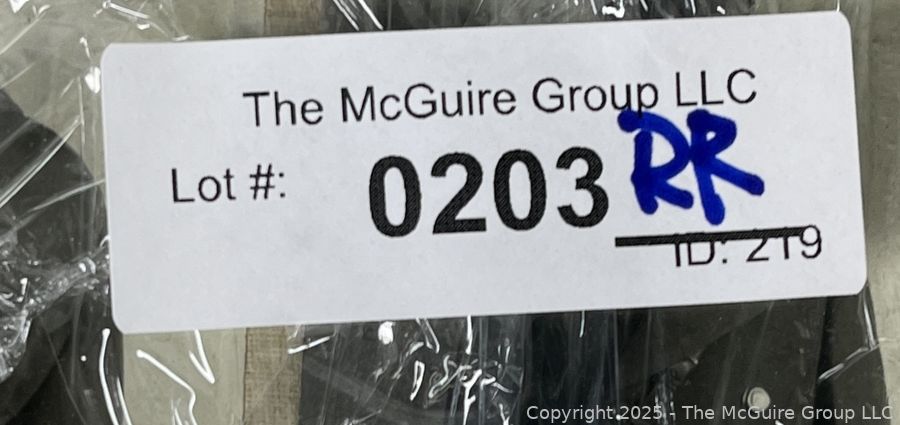 The McGuire Group LLC
Lot #: 0203 RR
ID: 219
Copyright 2025 - The McGuire Group LLC